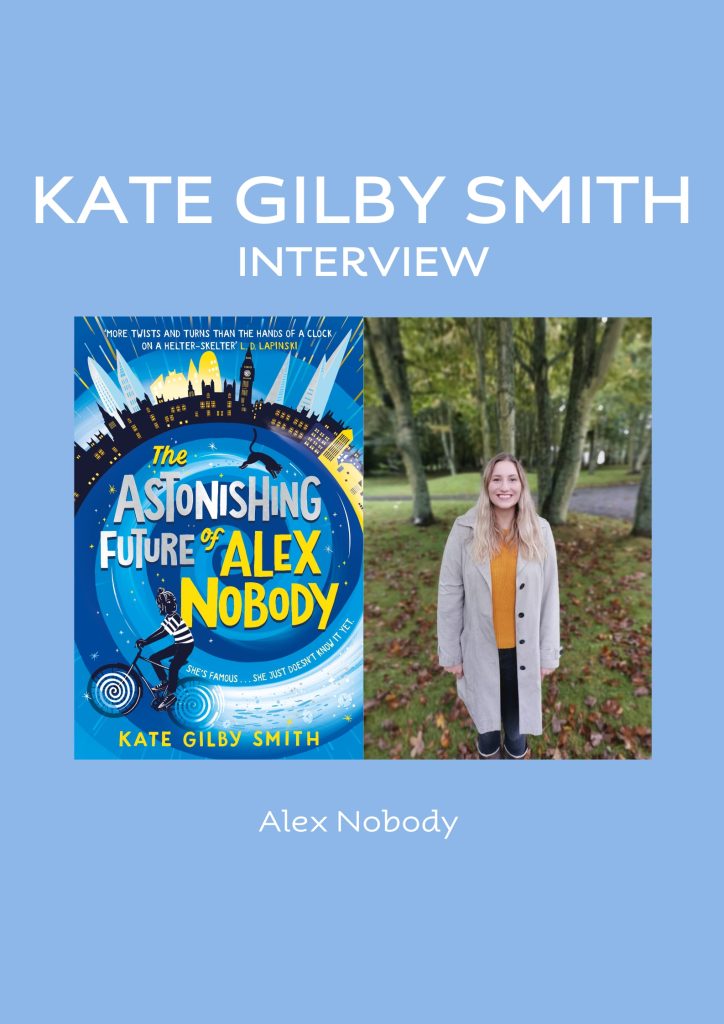 KATE GILBY SMITH
INTERVIEW
'MORE TWISTS AND TURNS THAN THE HANDS OF A CLOCK
ON A HELTER-SKELTER' L. D. LAPINSKI
The
ASTONISHING
FUTURE of ALEX
NOBODY
SHE'S FAMOUS . . . SHE JUST DOESN'T KNOW IT YET.
KATE GILBY SMITH
Alex Nobody